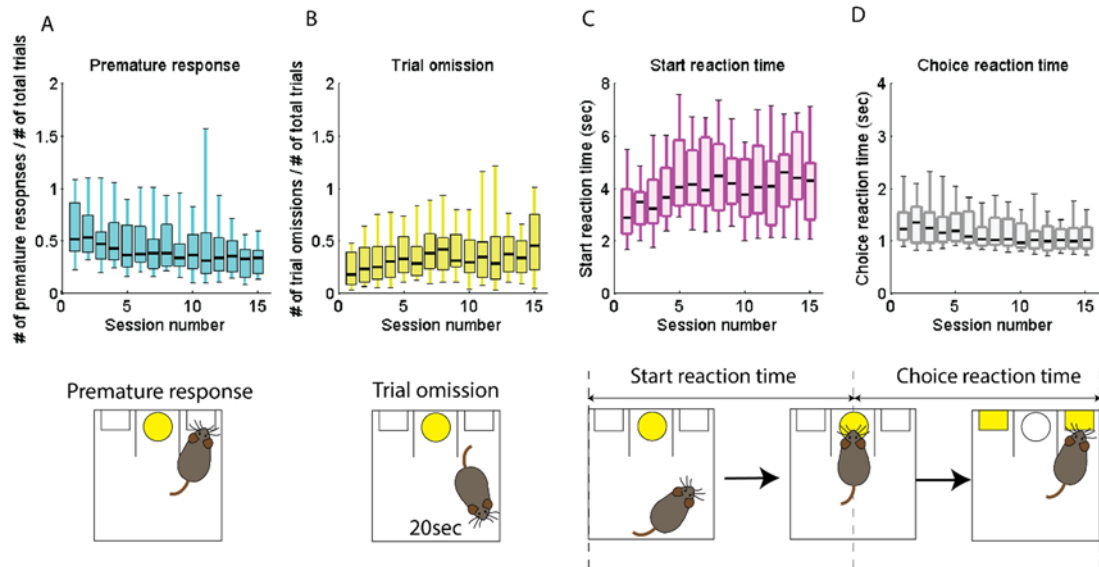 A
B
C
D
Premature response
Trial omission
Start reaction time
Choice reaction time
# of premature resopnses / # of total trials
2
1.5
1
0.5
0
0
5
10
15
Session number
# of trial omissions / # of total trials
2
1.5
1
0.5
0
0
5
10
15
Session number
Start reaction time (sec)
8
6
4
2
0
0
5
10
15
Session number
Choice reaction time (sec)
4
3
2
1
0
0
5
10
15
Session number
Premature response
Trial omission
Start reaction time
Choice reaction time
20sec